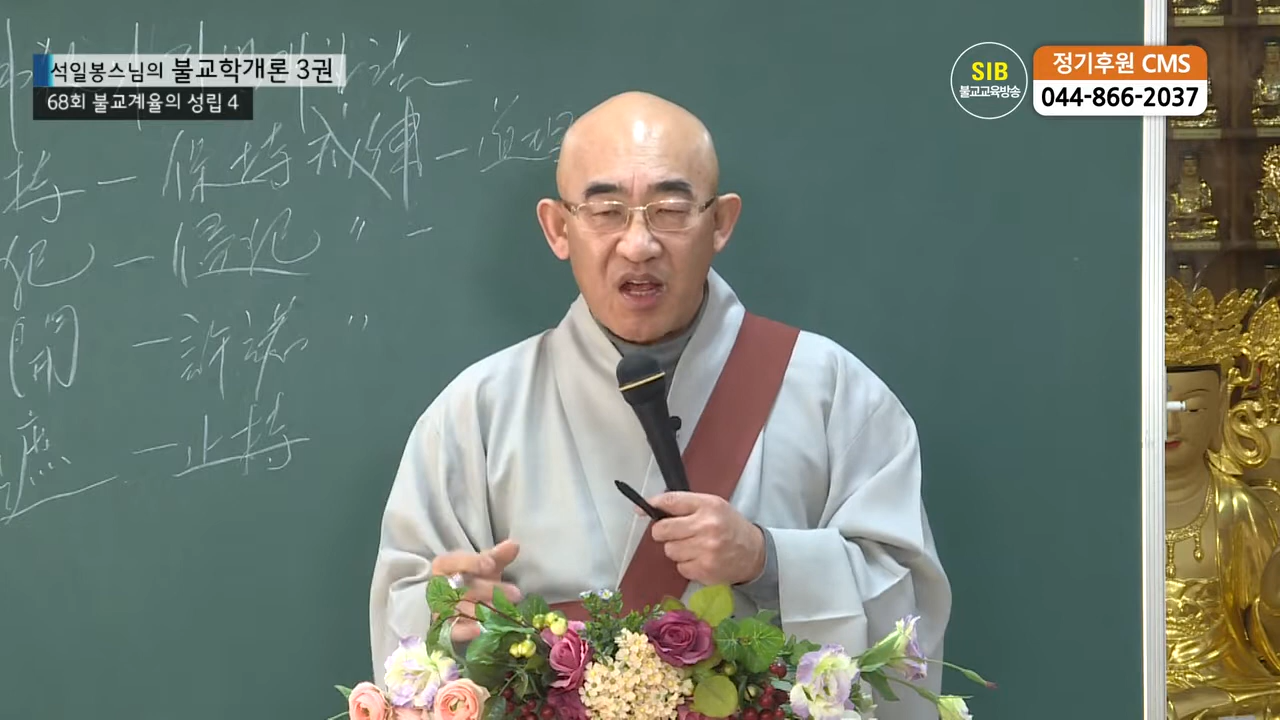 석일봉스님의 불교학개론 3권
68회 불교계율의 성립 4
SIB
불교교육방송
정기후원 CMS
044-866-2037
持 — 保持 戒律 —
犯 — 侵犯 〃 —
開 — 許諾 〃
遮 — 止持